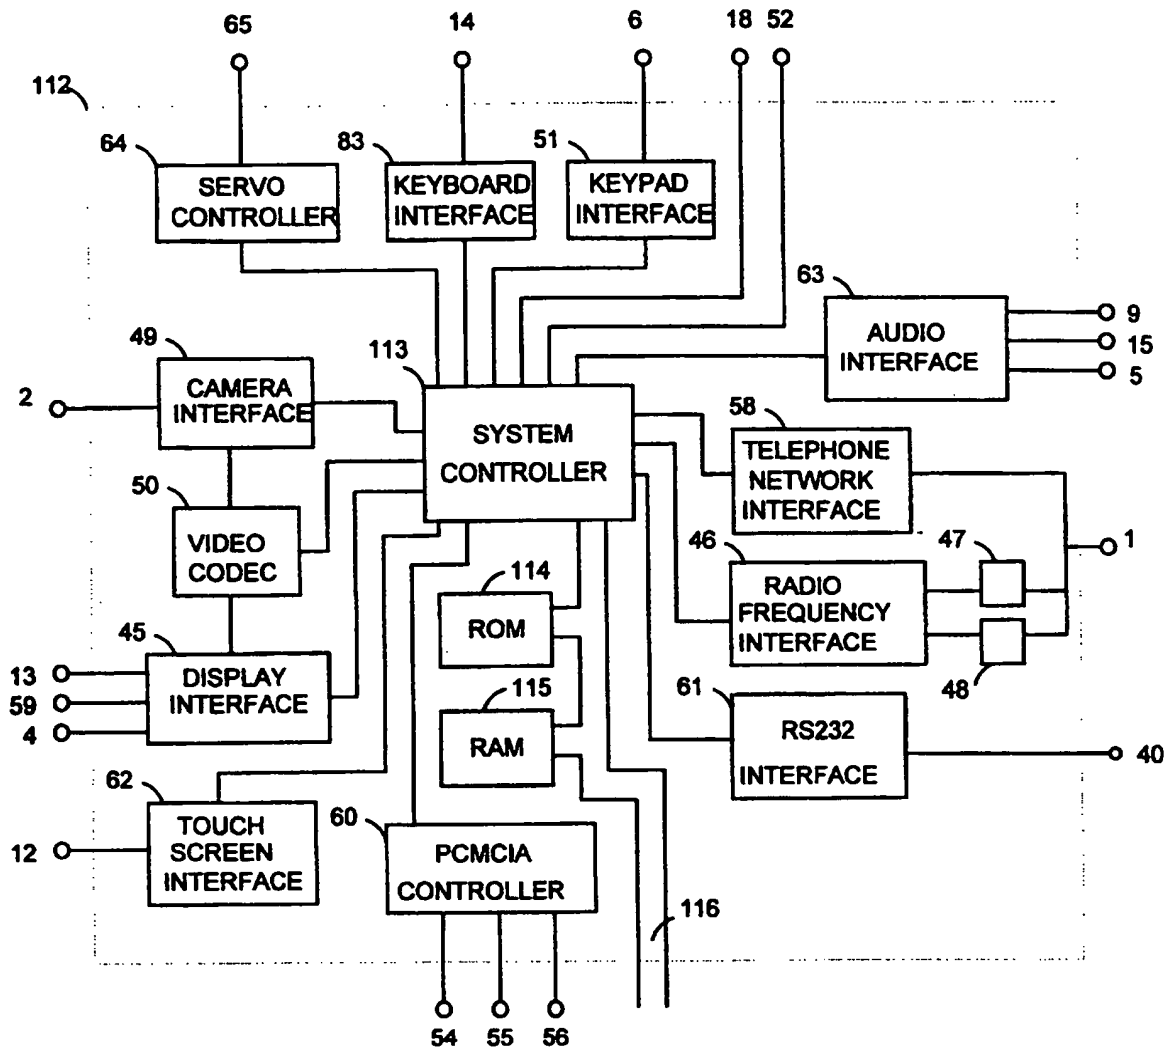 65 14 6 18 52
112
64 83 51
SERVO
CONTROLLER
KEYBOARD
INTERFACE
KEYPAD
INTERFACE
63
AUDIO
INTERFACE
9
15
5
49
CAMERA
INTERFACE
2
113
SYSTEM
CONTROLLER
58
TELEPHONE
NETWORK
INTERFACE
50
VIDEO
CODEC
46
RADIO
FREQUENCY
INTERFACE
47
48
1
114
ROM
115
RAM
45
DISPLAY
INTERFACE
13
59
4
61
RS232
INTERFACE
40
62
TOUCH
SCREEN
INTERFACE
12
60
PCMCIA
CONTROLLER
116
54 55 56